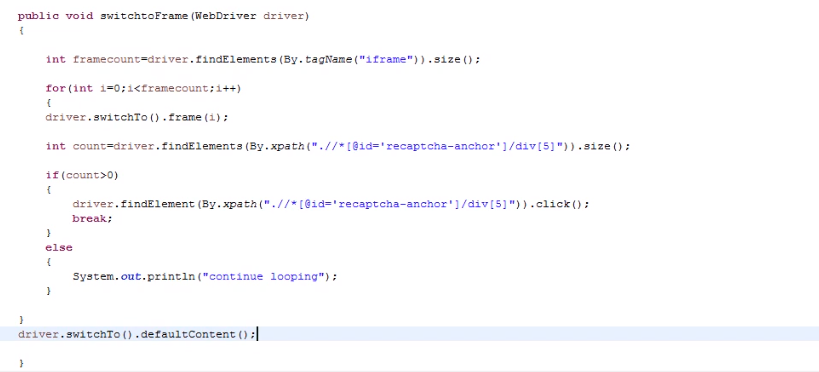 public void switchtoFrame(WebDriver driver)
{
int framecount=driver.findElements(By.tagName("iframe")).size();
for(int i=0;i<framecount;i++)
{
driver.switchTo().frame(i);
int count=driver.findElements(By.xpath(".//*[@id='recaptcha-anchor']/div[5]")).size();
if(count>0)
{
driver.findElement(By.xpath(".//*[@id='recaptcha-anchor']/div[5]")).click();
break;
}
else
{
System.out.println("continue looping");
}
}
driver.switchTo().defaultContent();
}